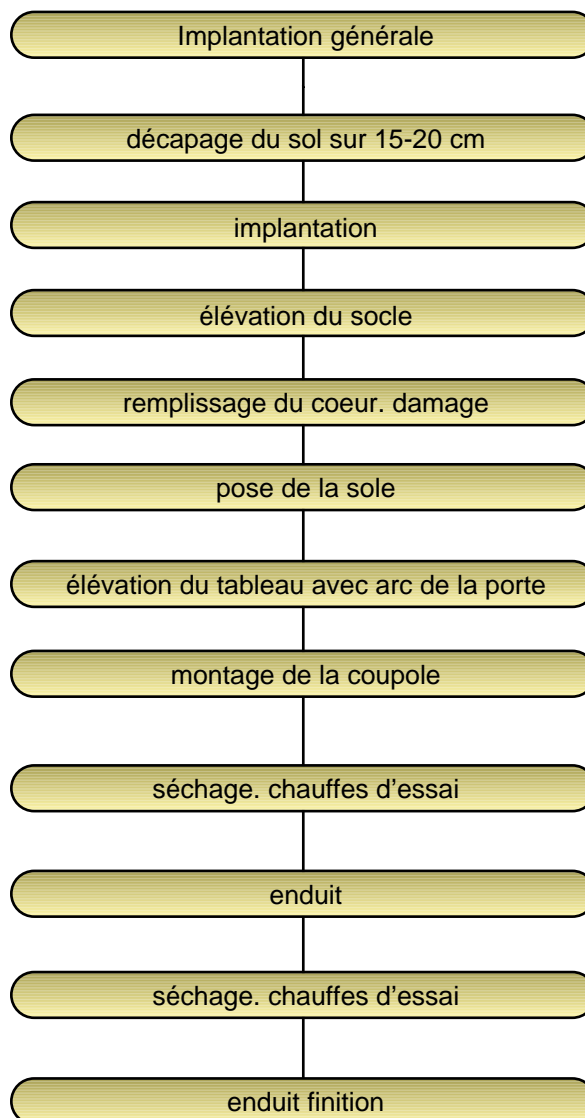 Implantation générale
décapage du sol sur 15-20 cm
implantation
élévation du socle
remplissage du coeur. damage
pose de la sole
élévation du tableau avec arc de la porte
montage de la coupole
séchage. chauffes d'essai
enduit
séchage. chauffes d'essai
enduit finition